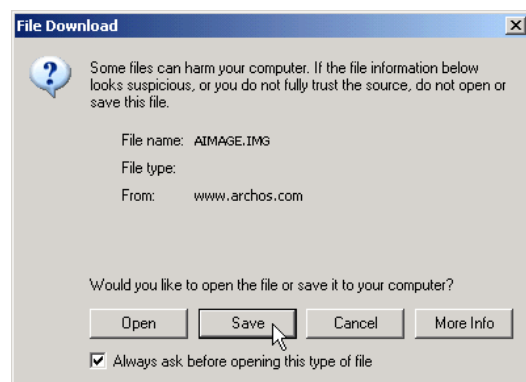 File Download
Some files can harm your computer. If the file information below
looks suspicious, or you do not fully trust the source, do not open or
save this file.
File name: AIMAGE.IMG
File type:
From: www.archos.com
Would you like to open the file or save it to your computer?
Open Save Cancel More Info
Always ask before opening this type of file